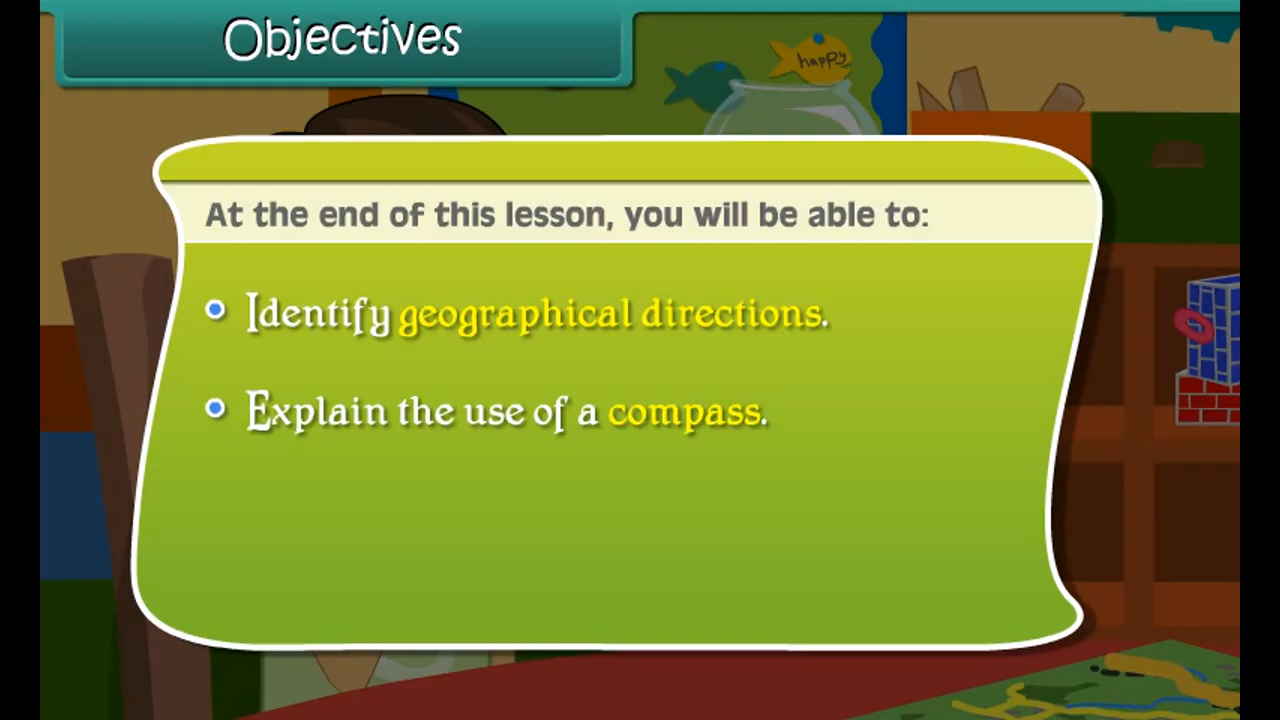 Objectives
happy
At the end of this lesson, you will be able to:
Identify geographical directions.
Explain the use of a compass.